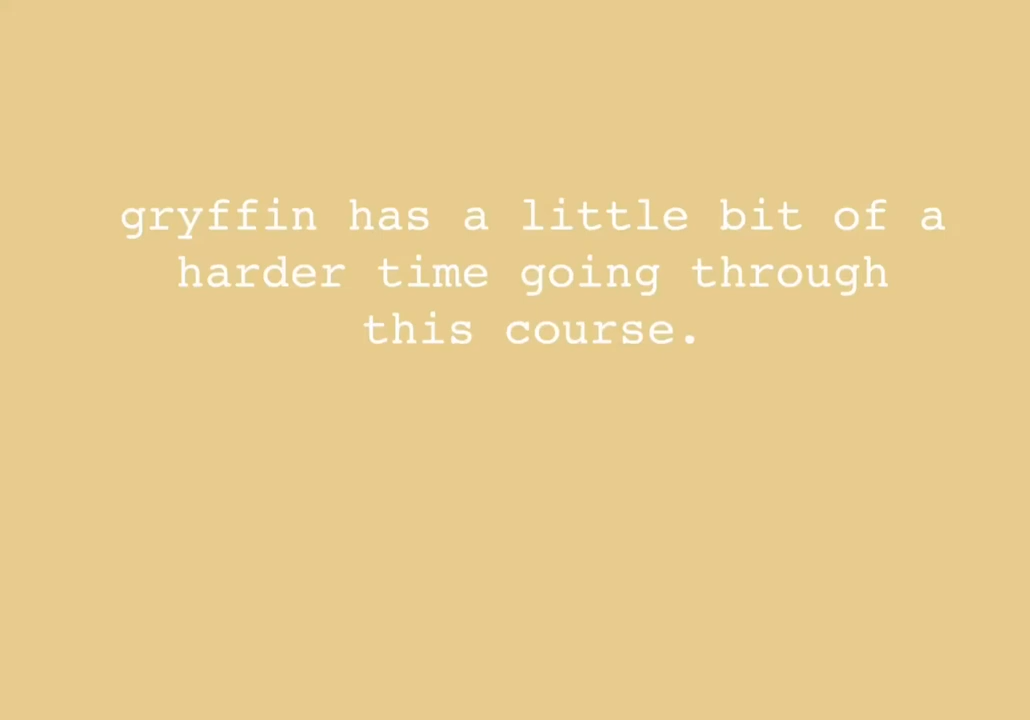 gryffin has a little bit of a
harder time going through
this course.